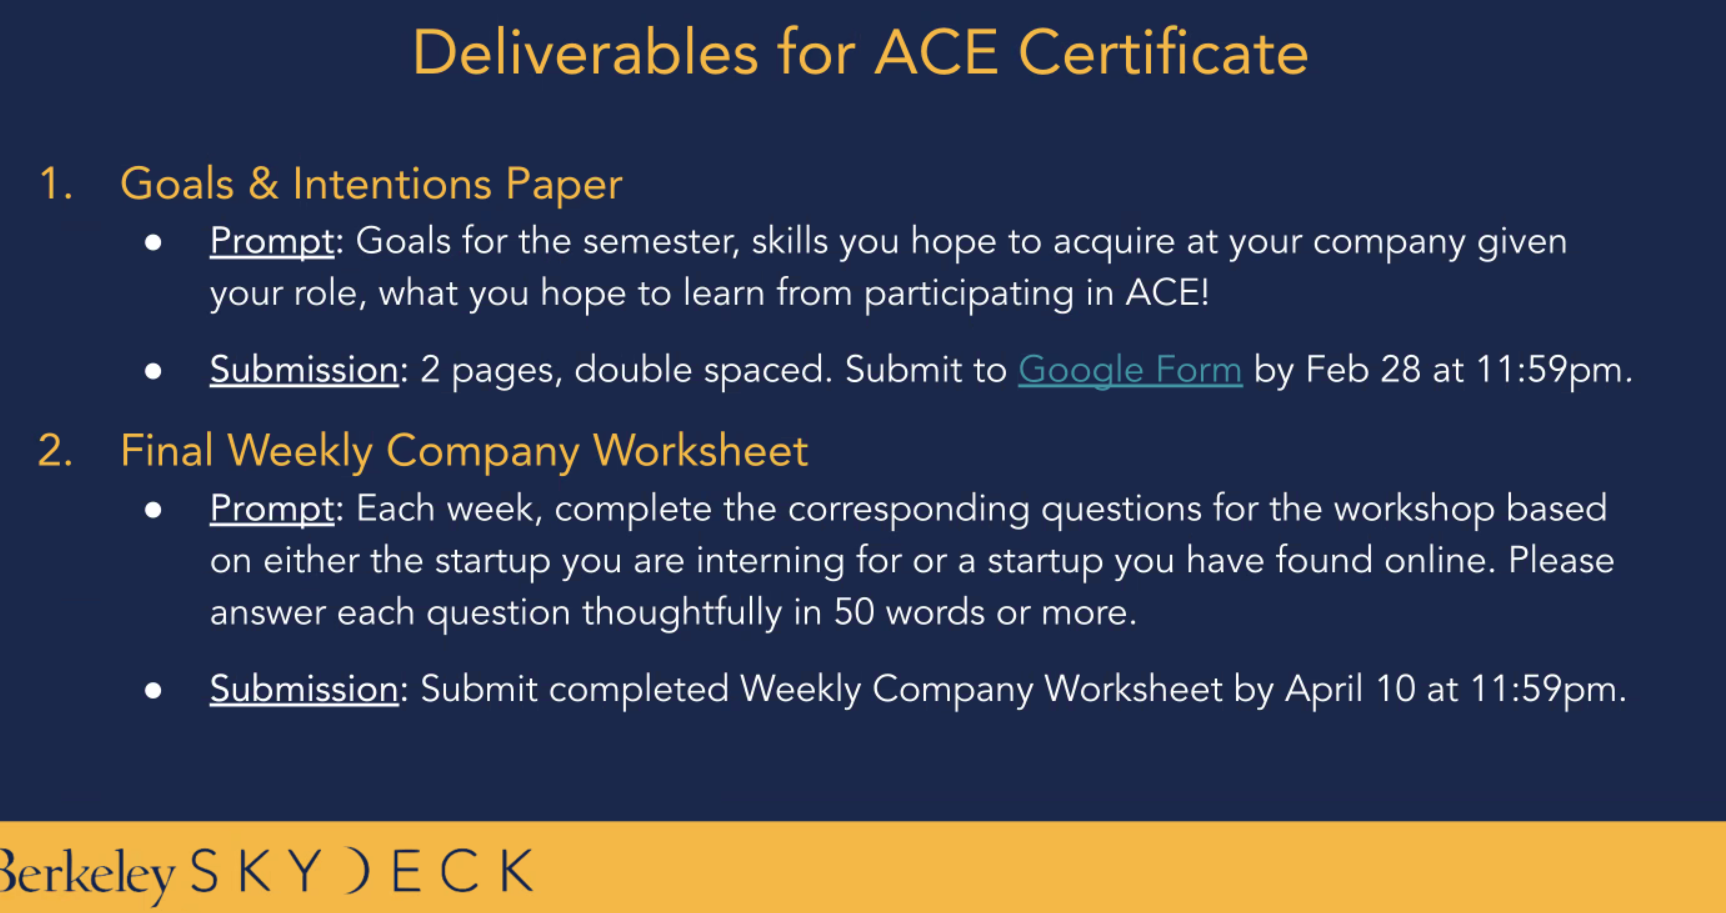 Deliverables for ACE Certificate
1. Goals & Intentions Paper
● Prompt: Goals for the semester, skills you hope to acquire at your company given
your role, what you hope to learn from participating in ACE!
● Submission: 2 pages, double spaced. Submit to Google Form by Feb 28 at 11:59pm.
2. Final Weekly Company Worksheet
● Prompt: Each week, complete the corresponding questions for the workshop based
on either the startup you are interning for or a startup you have found online. Please
answer each question thoughtfully in 50 words or more.
● Submission: Submit completed Weekly Company Worksheet by April 10 at 11:59pm.
Berkeley SKYDECK